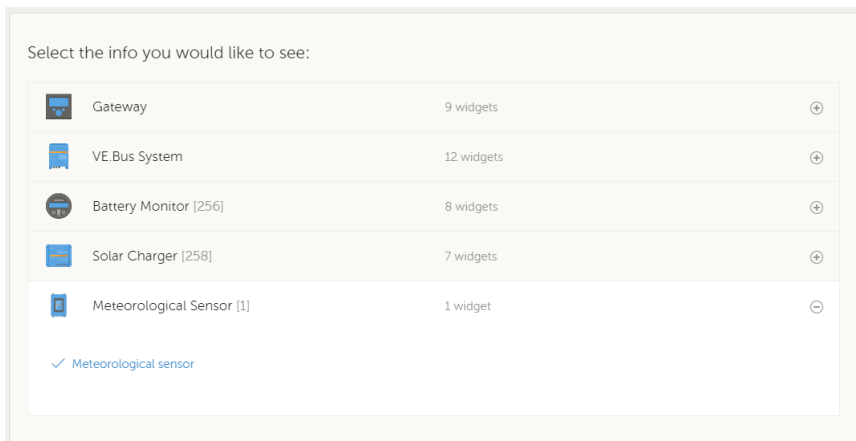 Select the info you would like to see:
Gateway 9 widgets
VE.Bus System 12 widgets
Battery Monitor [256] 8 widgets
Solar Charger [258] 7 widgets
Meteorological Sensor [1] 1 widget
Meteorological sensor